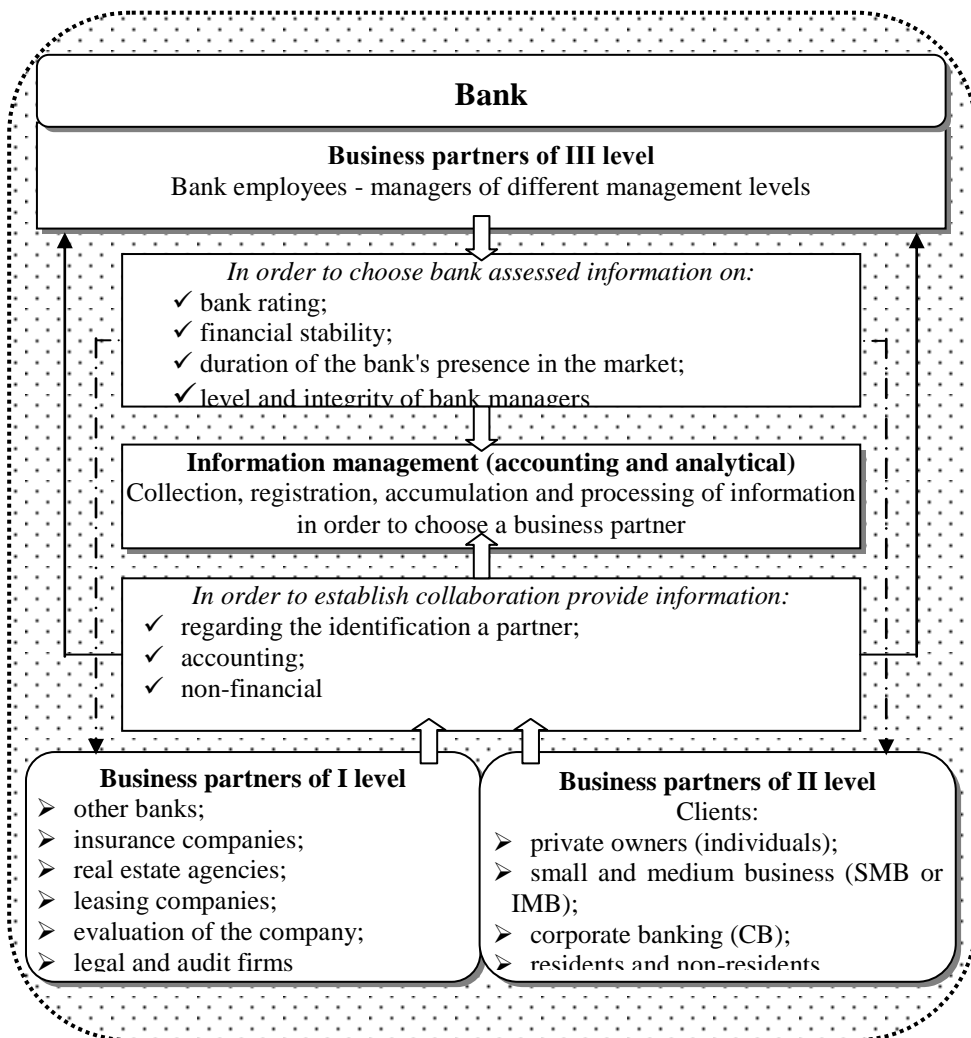 Bank
Business partners of III level
Bank employees - managers of different management levels
In order to choose bank assessed information on:
✓ bank rating;
✓ financial stability;
✓ duration of the bank's presence in the market;
✓ level and integrity of bank managers
Information management (accounting and analytical)
Collection, registration, accumulation and processing of information
in order to choose a business partner
In order to establish collaboration provide information:
✓ regarding the identification a partner;
✓ accounting;
✓ non-financial
Business partners of I level
➢ other banks;
➢ insurance companies;
➢ real estate agencies;
➢ leasing companies;
➢ evaluation of the company;
➢ legal and audit firms
Business partners of II level
Clients:
➢ private owners (individuals);
➢ small and medium business (SMB or
IMB);
➢ corporate banking (CB);
➢ residents and non-residents